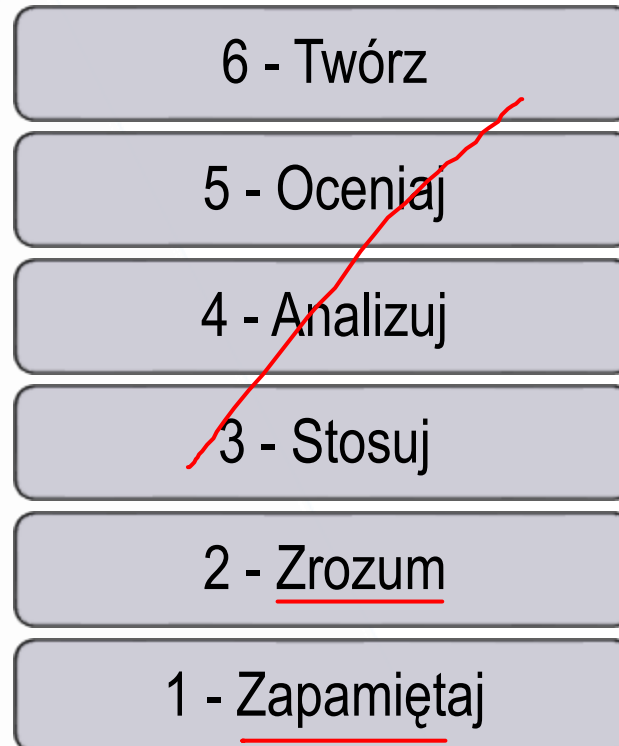 6 - Twórz
5 - Oceniaj
4 - Analizuj
3 - Stosuj
2 - Zrozum
1 - Zapamiętaj